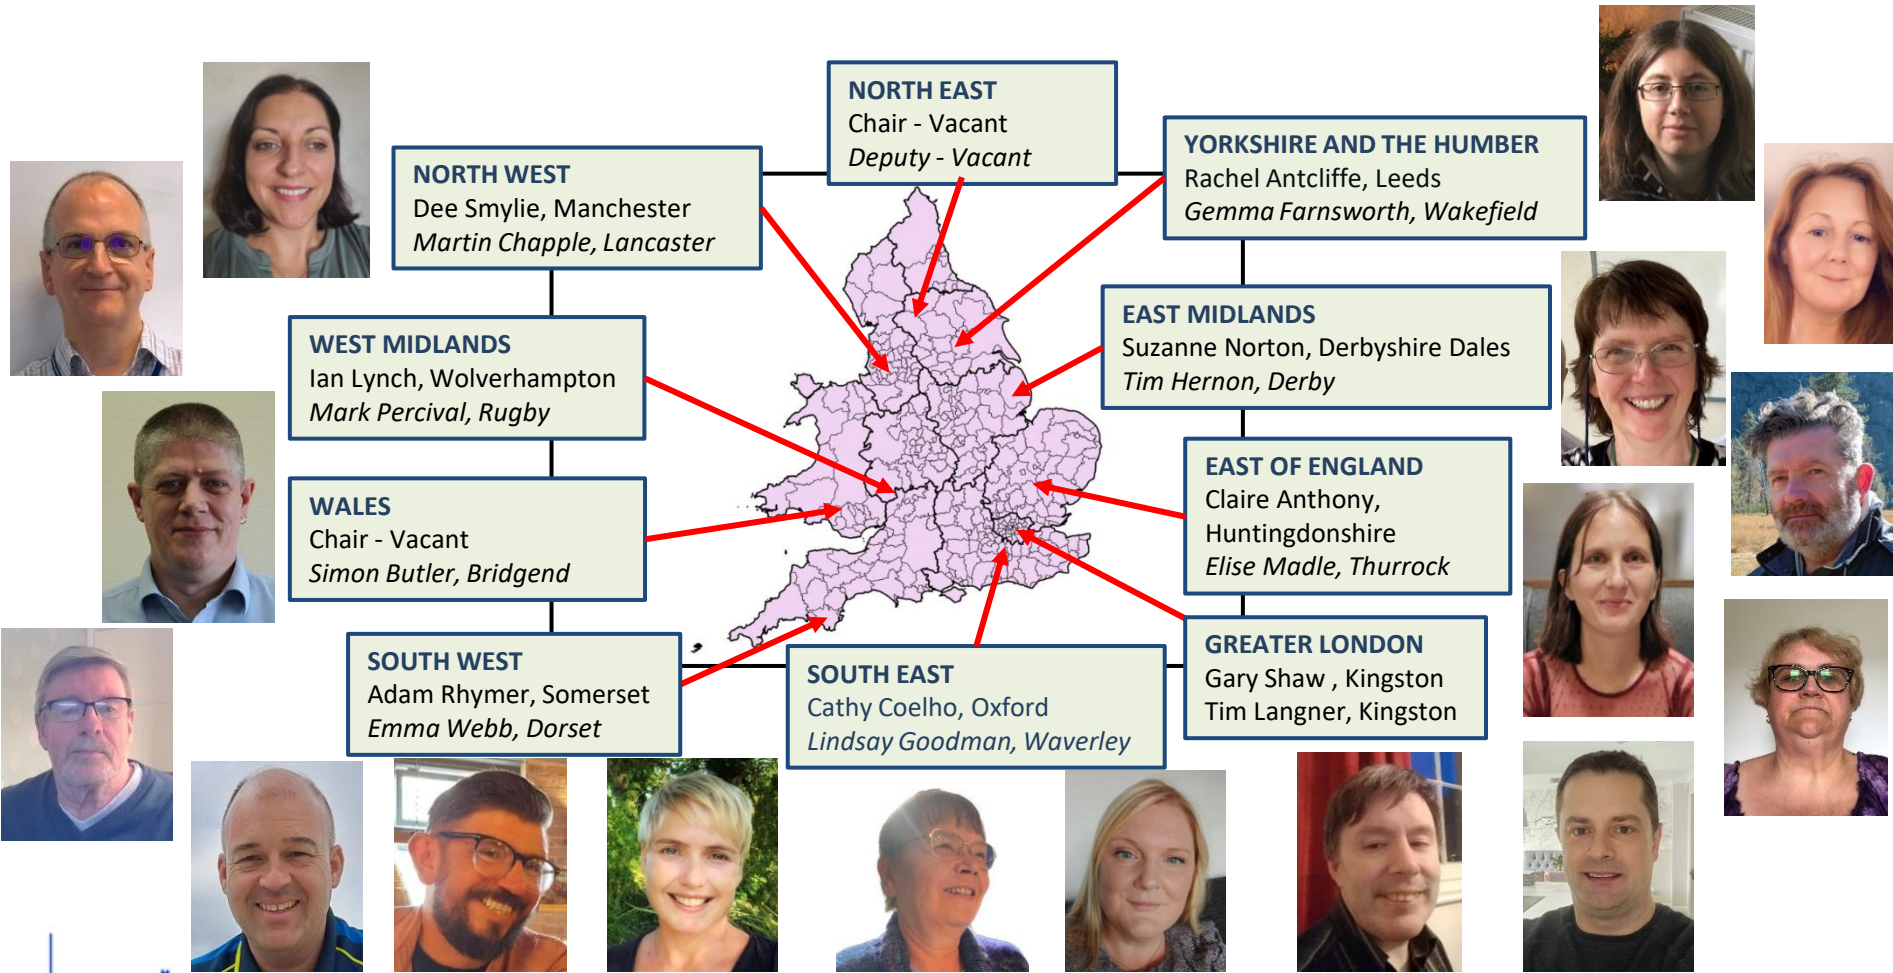 NORTH EAST
Chair - Vacant
Deputy - Vacant
NORTH WEST
Dee Smylie, Manchester
Martin Chapple, Lancaster
YORKSHIRE AND THE HUMBER
Rachel Antcliffe, Leeds
Gemma Farnsworth, Wakefield
WEST MIDLANDS
Ian Lynch, Wolverhampton
Mark Percival, Rugby
EAST MIDLANDS
Suzanne Norton, Derbyshire Dales
Tim Hernon, Derby
WALES
Chair - Vacant
Simon Butler, Bridgend
EAST OF ENGLAND
Claire Anthony,
Huntingdonshire
Elise Madle, Thurrock
SOUTH WEST
Adam Rhymer, Somerset
Emma Webb, Dorset
SOUTH EAST
Cathy Coelho, Oxford
Lindsay Goodman, Waverley
GREATER LONDON
Gary Shaw , Kingston
Tim Langner, Kingston